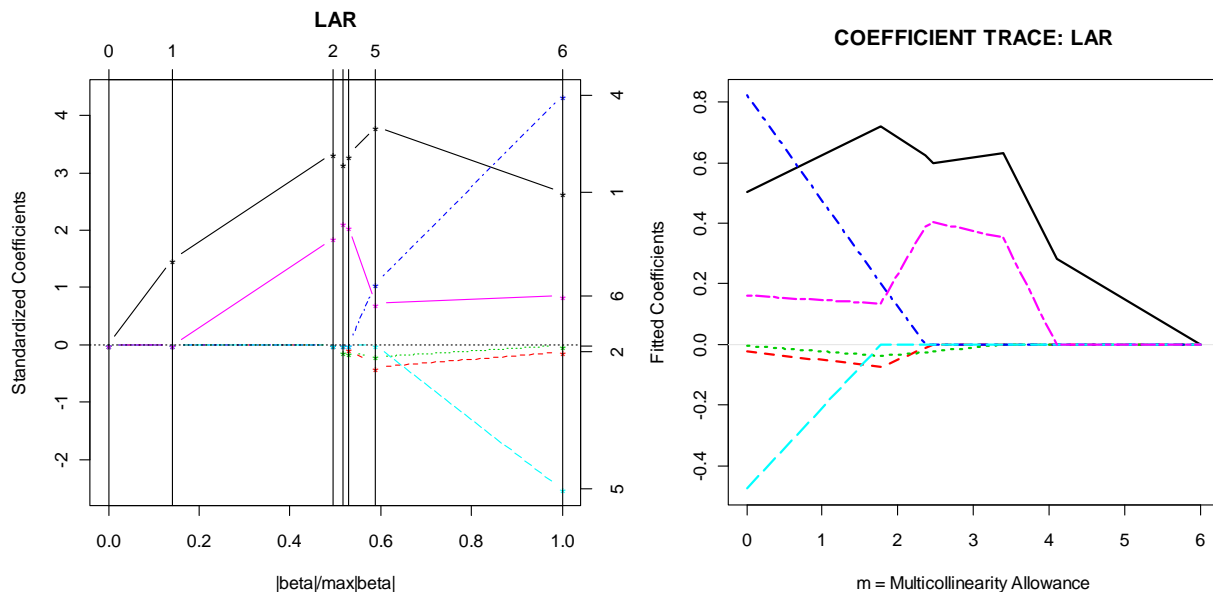 LAR
0 1 2 5 6
4
3
2
1
0
-1
-2
Standardized Coefficients
4
1
6
2
5
0.0 0.2 0.4 0.6 0.8 1.0
|beta|/max|beta|
COEFFICIENT TRACE: LAR
0.8
0.6
0.4
0.2
0.0
-0.2
-0.4
Fitted Coefficients
0 1 2 3 4 5 6
m = Multicollinearity Allowance